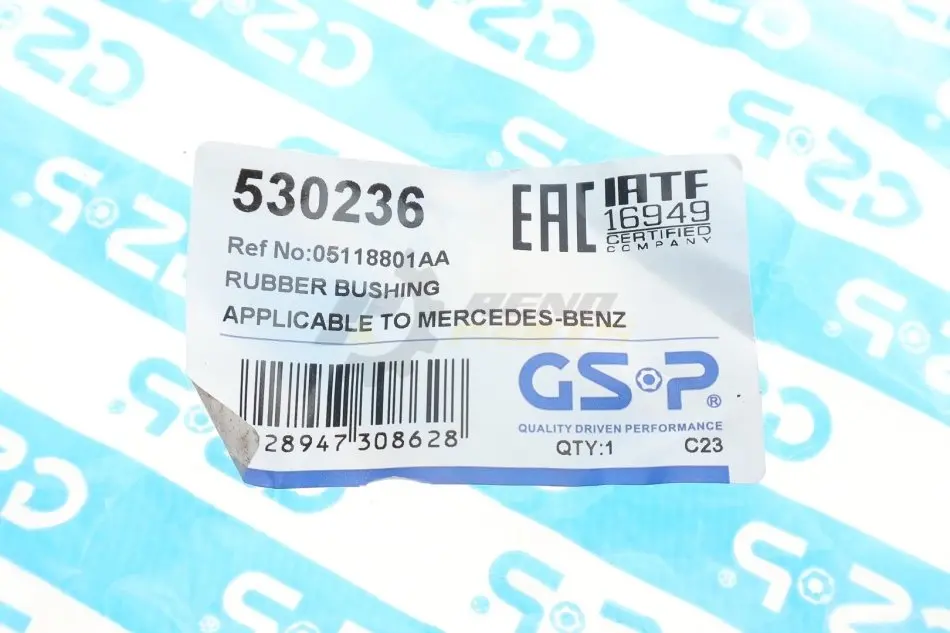 530236
EAC
IATF
16949
CERTIFIED
COMPANY
Ref No:05118801AA
RUBBER BUSHING
APPLICABLE TO MERCEDES-BENZ
GSP®
QUALITY DRIVEN PERFORMANCE
28947 308628
QTY:1
C23